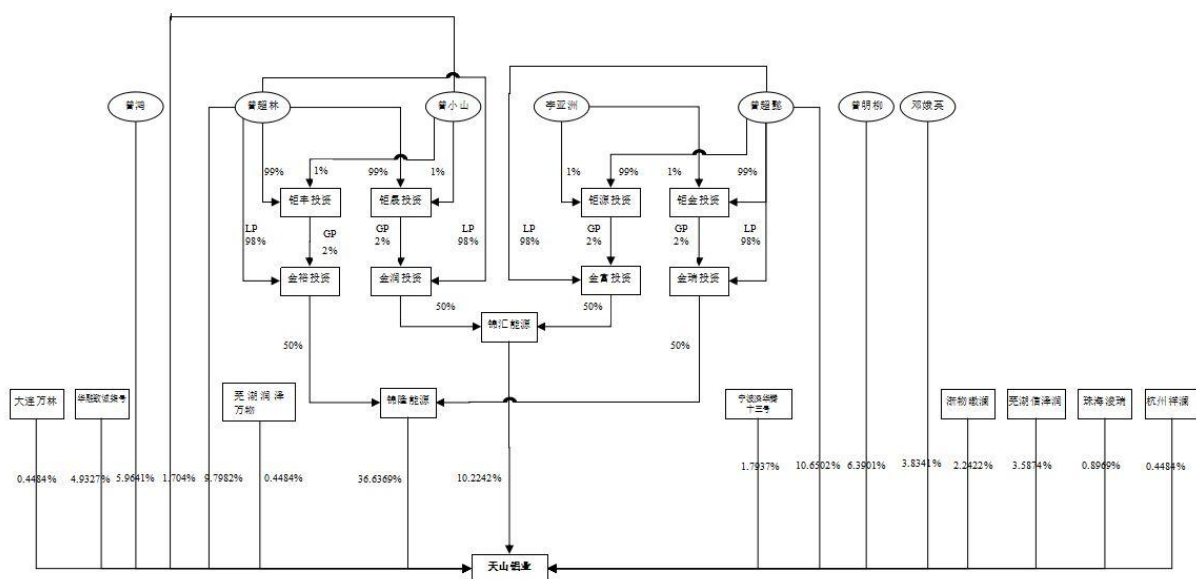 曾鸿
曾超林
曾小山
李亚洲
曾超懿
曾明柳
邓娥英
99%
1%
99%
1%
1%
99%
1%
99%
钜丰投资
钜晟投资
钜源投资
钜金投资
LP
98%
GP
2%
GP
2%
LP
98%
LP
98%
GP
2%
GP
2%
LP
98%
金裕投资
金润投资
金富投资
金瑞投资
50%
50%
锦汇能源
50%
50%
大连万林
芜湖润泽
万物
锦隆能源
十三号
芜湖信泽润
珠海浚瑞
杭州祥澜
0.4484%
4.9327%
5.9641%
1.704%
9.7982%
0.4484%
36.6369%
10.2242%
1.7937%
10.6502%
6.3901%
3.8341%
2.2422%
3.5874%
0.8969%
0.4484%
天山铝业